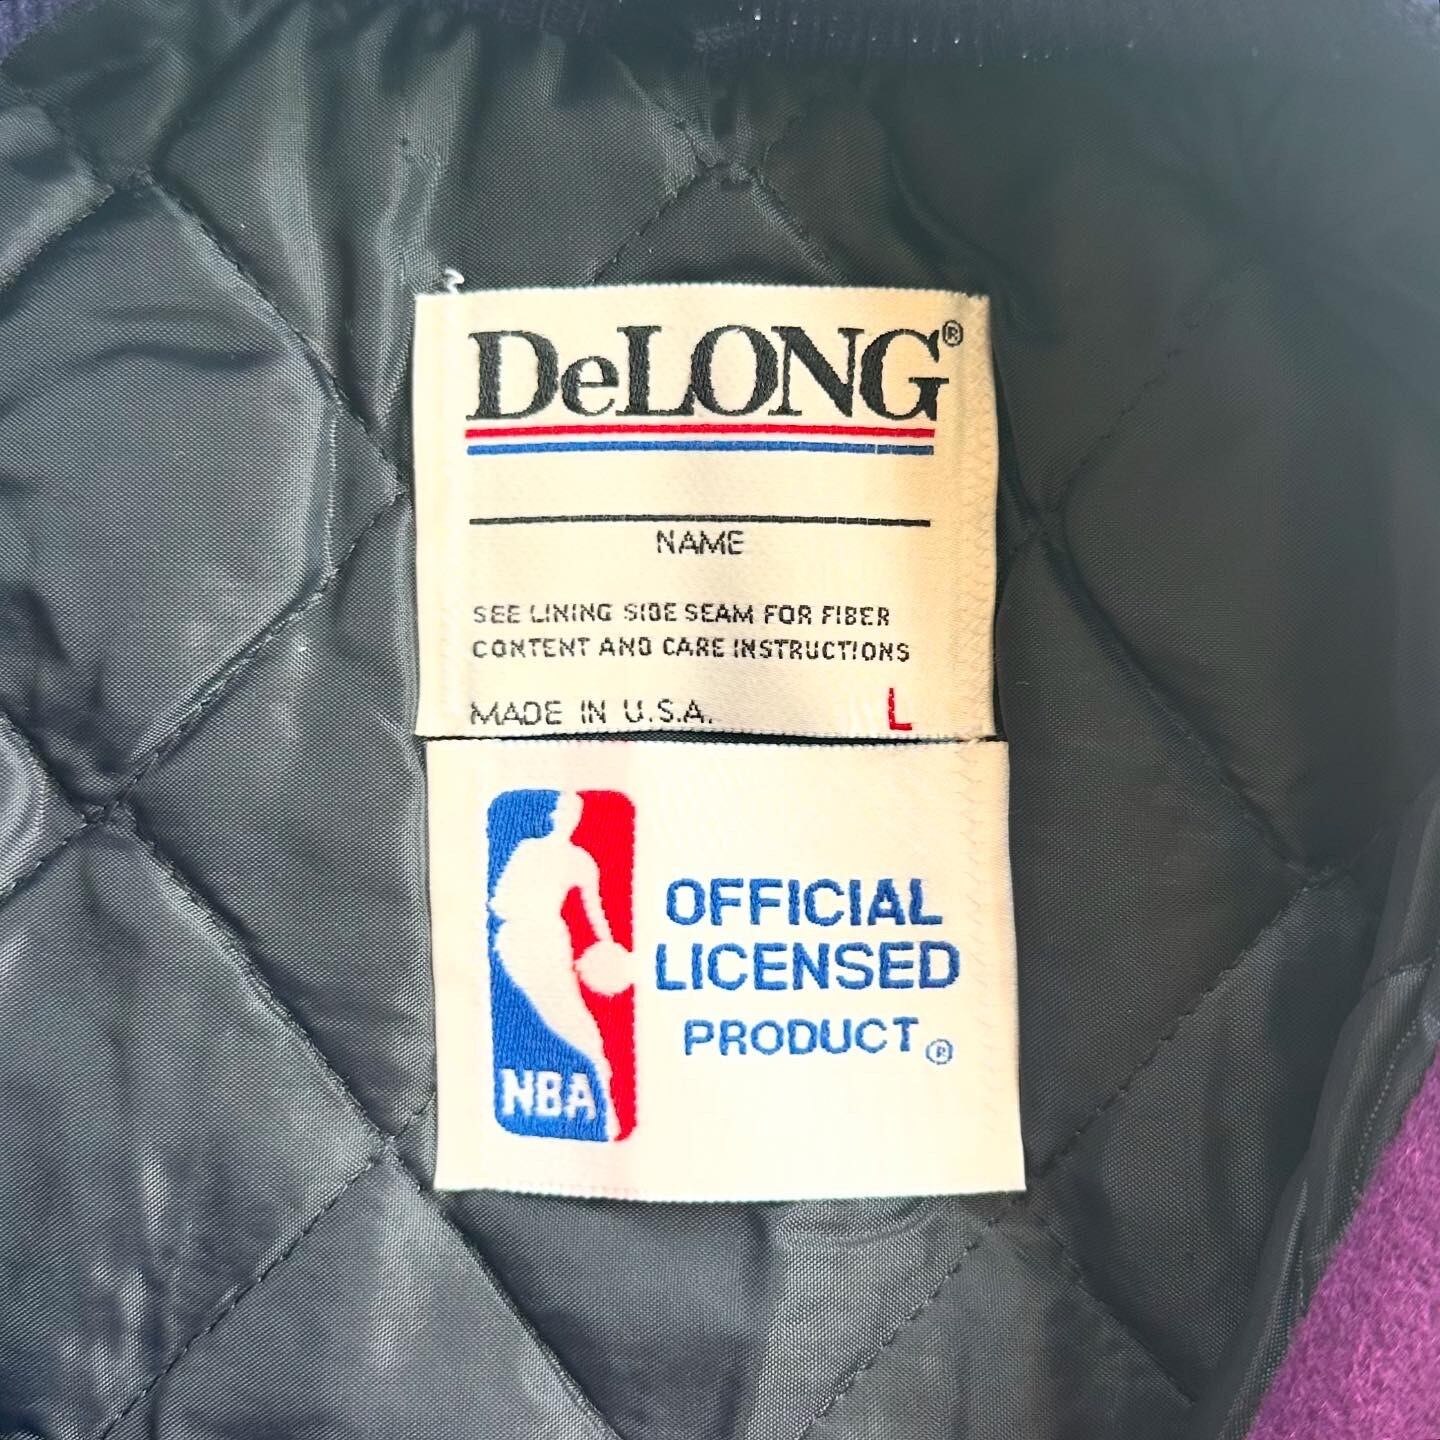 DeLONG®
NAME
SEE LINING SIDE SEAM FOR FIBER
CONTENT AND CARE INSTRUCTIONS
MADE IN U.S.A. L
NBA
OFFICIAL
LICENSED
PRODUCT ®